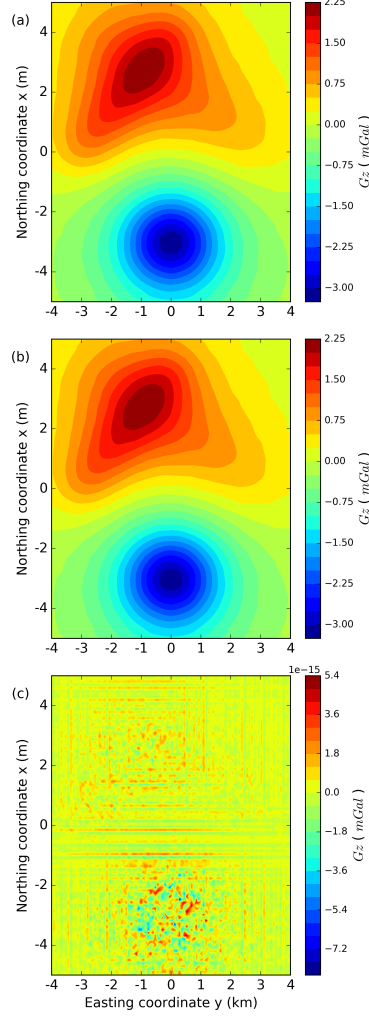 (a)
Northing coordinate x (m)
4
2
0
-2
-4
-4 -3 -2 -1 0 1 2 3 4
2.25
1.50
0.75
0.00
−0.75
−1.50
−2.25
−3.00
Gz ( mGal )
(b)
Northing coordinate x (m)
4
2
0
-2
-4
-4 -3 -2 -1 0 1 2 3 4
2.25
1.50
0.75
0.00
−0.75
−1.50
−2.25
−3.00
Gz ( mGal )
(c)
Northing coordinate x (m)
4
2
0
-2
-4
-4 -3 -2 -1 0 1 2 3 4
Easting coordinate y (km)
1e−15
5.4
3.6
1.8
0.0
−1.8
−3.6
−5.4
−7.2
Gz ( mGal )